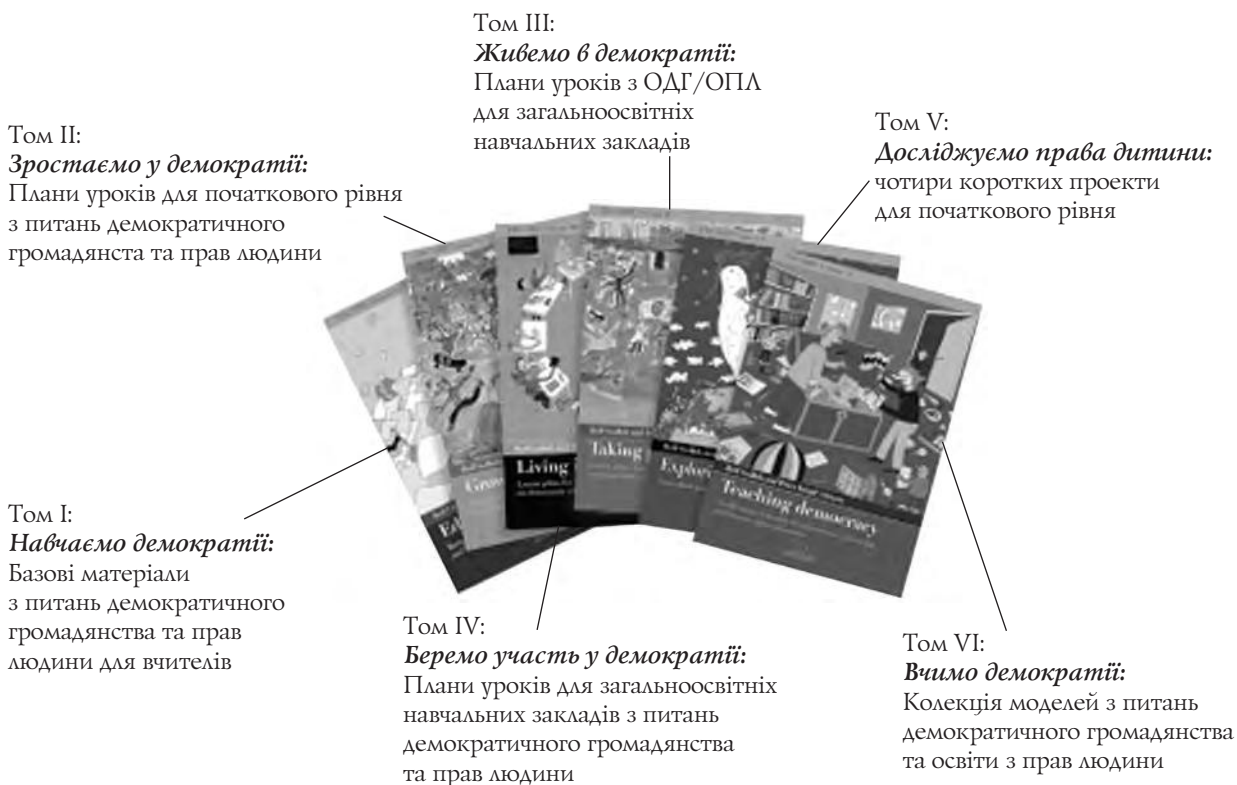 Том III:
Живемо в демократії:
Плани уроків з ОДГ/ОПЛ
для загальноосвітніх
навчальних закладів
Том II:
Зростаємо у демократії:
Плани уроків для початкового рівня
з питань демократичного
громадянста та прав людини
Том V:
Досліджуємо права дитини:
чотири коротких проекти
для початкового рівня
Living
Taking
Explori
Teaching democracy
Том I:
Навчаємо демократії:
Базові матеріали
з питань демократичного
громадянства та прав
людини для вчителів
Том IV:
Беремо участь у демократії:
Плани уроків для загальноосвітніх
навчальних закладів з питань
демократичного громадянства
та прав людини
Том VI:
Вчимо демократії:
Колекція моделей з питань
демократичного громадянства
та освіти з прав людини